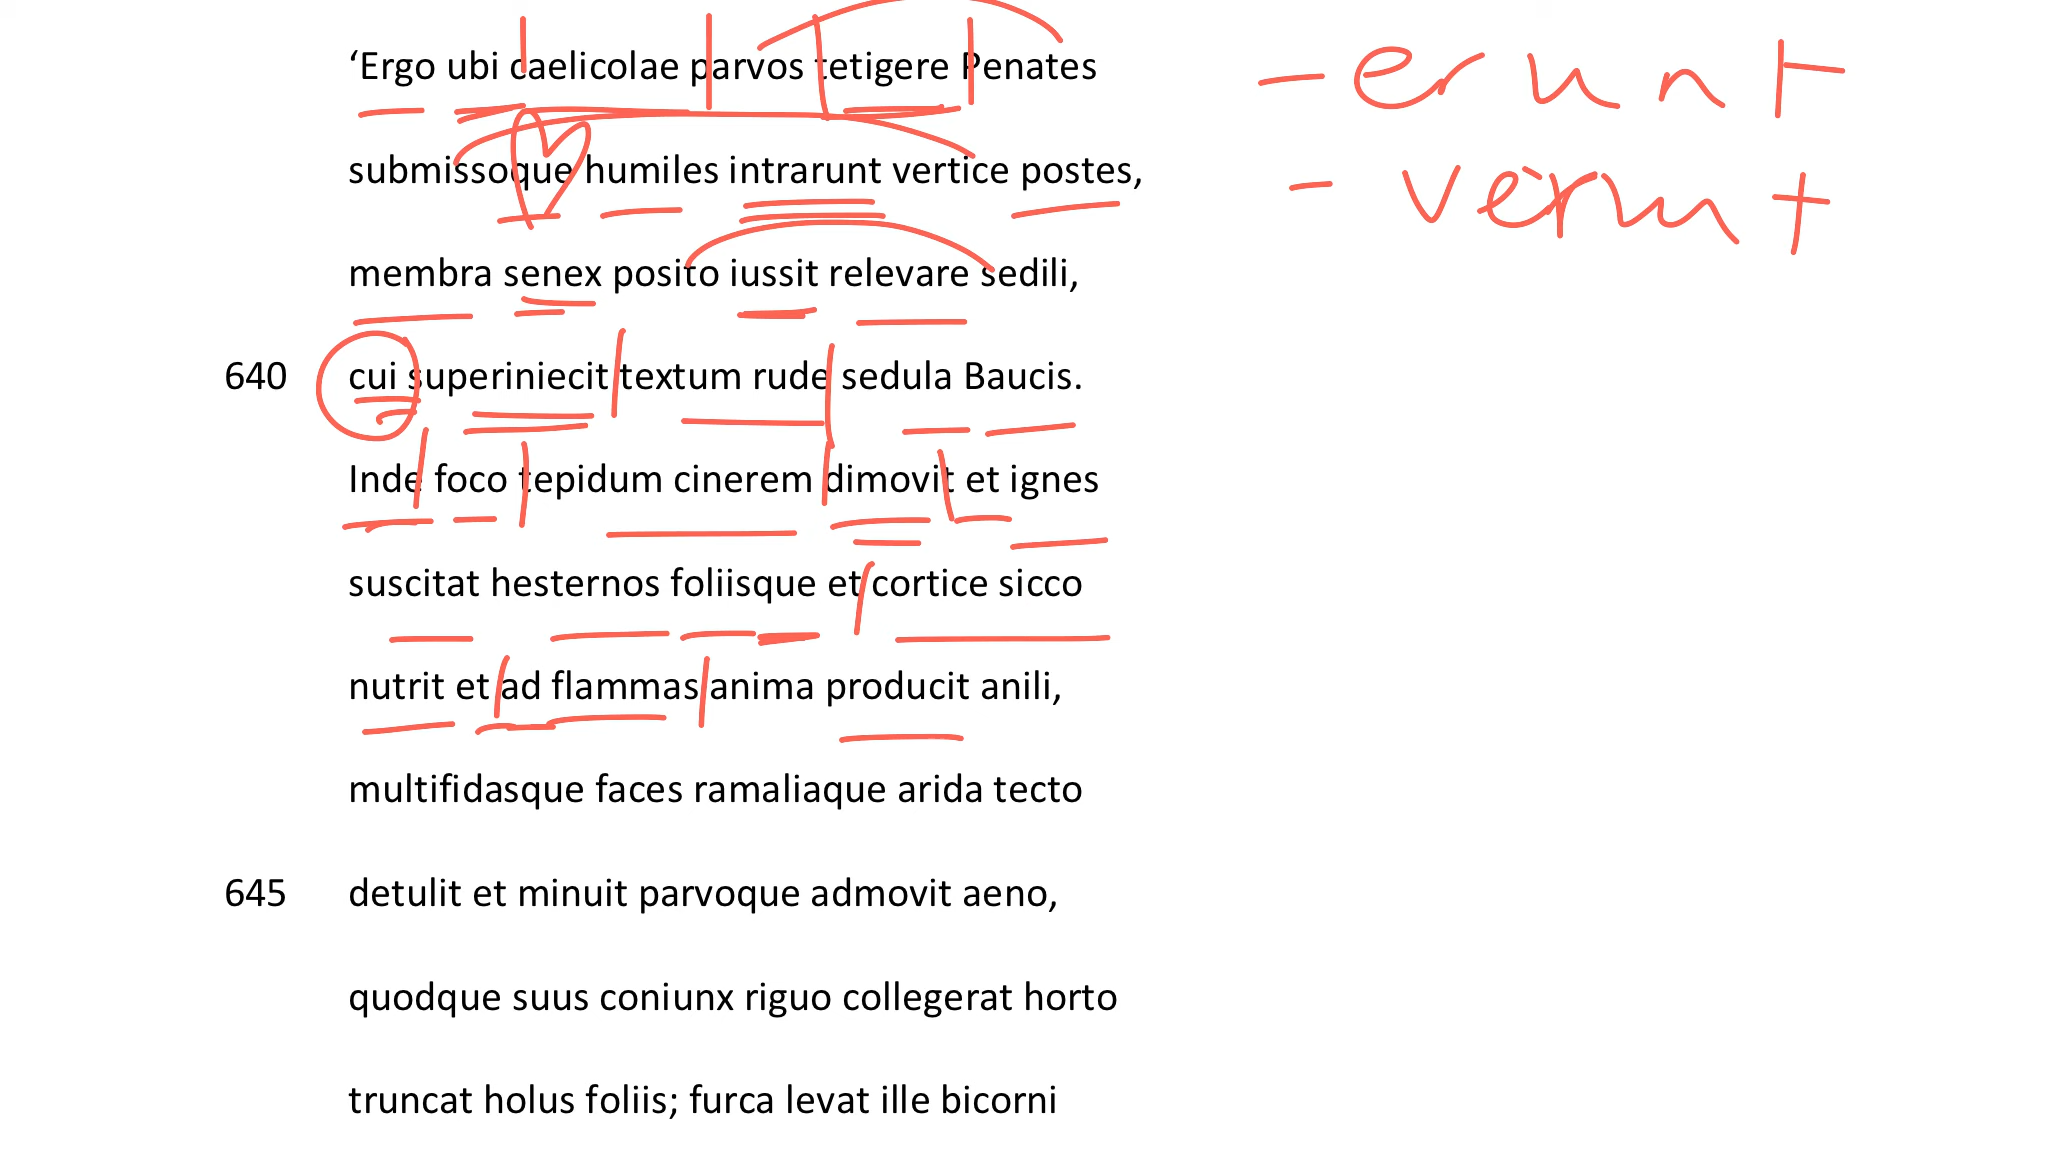 ‘Ergo ubi caelicolae parvos tetigere Penates
-erunt
submissoque humiles intrarunt vertice postes,
-verunt
membra senex posito iussit relevare sedili,
640 cui superiniecit textum rude sedula Baucis.
Inde foco tepidum cinerem dimovit et ignes
suscitat hesternos foliisque et cortice sicco
nutrit et ad flammas anima producit anili,
multifidasque faces ramaliaque arida tecto
645 detulit et minuit parvoque admovit aeno,
quodque suus coniunx riguo collegerat horto
truncat holus foliis; furca levat ille bicorni